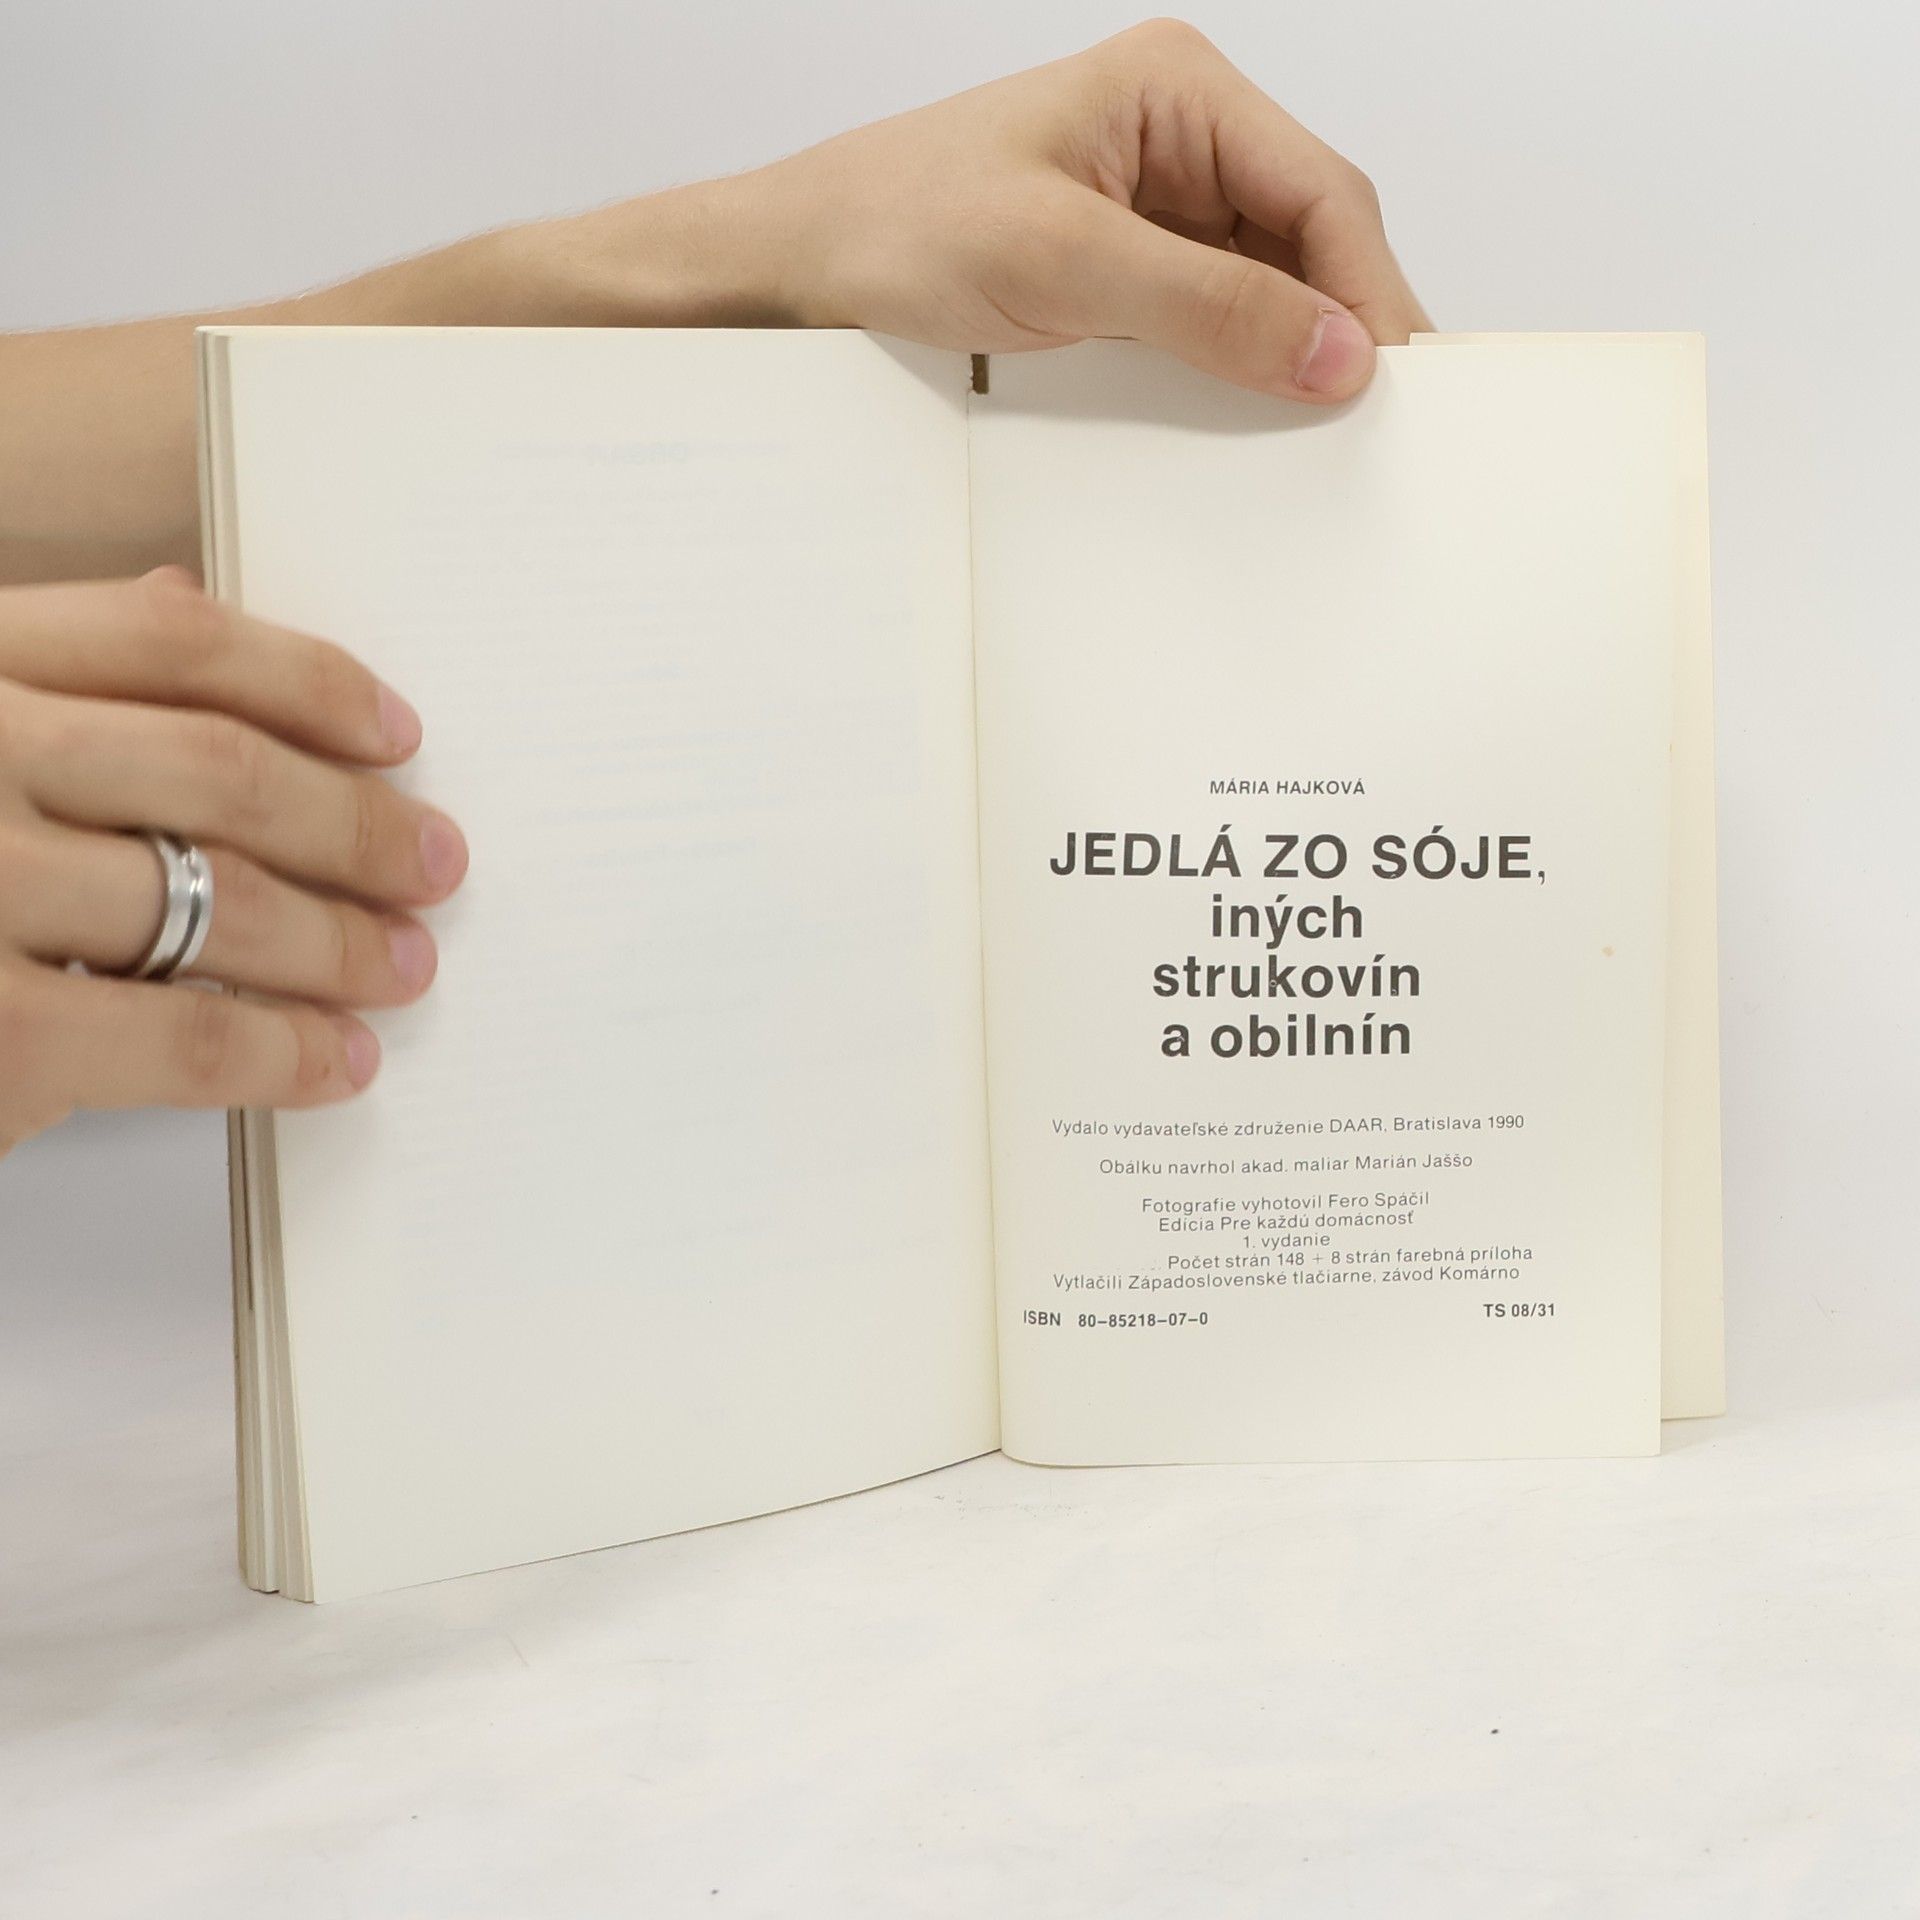 MÁRIA HAJKOVÁ
JEDLÁ ZO SÓJE,
iných
strukovín
a obilnín
Vydalo vydavateľské združenie DAAR, Bratislava 1990
Obálku navrhol akad. maliar Marián Jaššo
Fotografie vyhotovil Fero Spáčil
Edícia Pre každú domácnosť
1. vydanie
Počet strán 148 + 8 strán farebná príloha
Vytlačili Západoslovenské tlačiarne, závod Komárno
ISBN 80–85218–07–0 TS 08/31